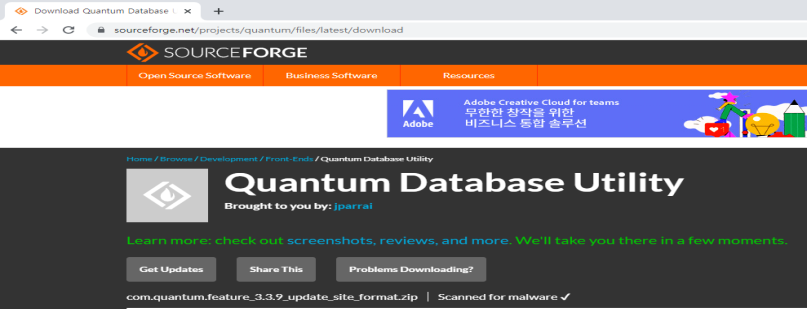 Download Quantum Database U
sourceforge.net/projects/quantum/files/latest/download
SOURCEFORGE
Open Source Software Business Software Resources
Adobe
Adobe Creative Cloud for teams
무한한 창작을 위한
비즈니스 통합 솔루션
Home / Browse / Development / Front-Ends / Quantum Database Utility
Quantum Database Utility
Brought to you by: jparrai
Learn more: check out screenshots, reviews, and more. We'll take you there in a few moments.
Get Updates Share This Problems Downloading?
com.quantum.feature_3.3.9_update_site_format.zip | Scanned for malware ✓